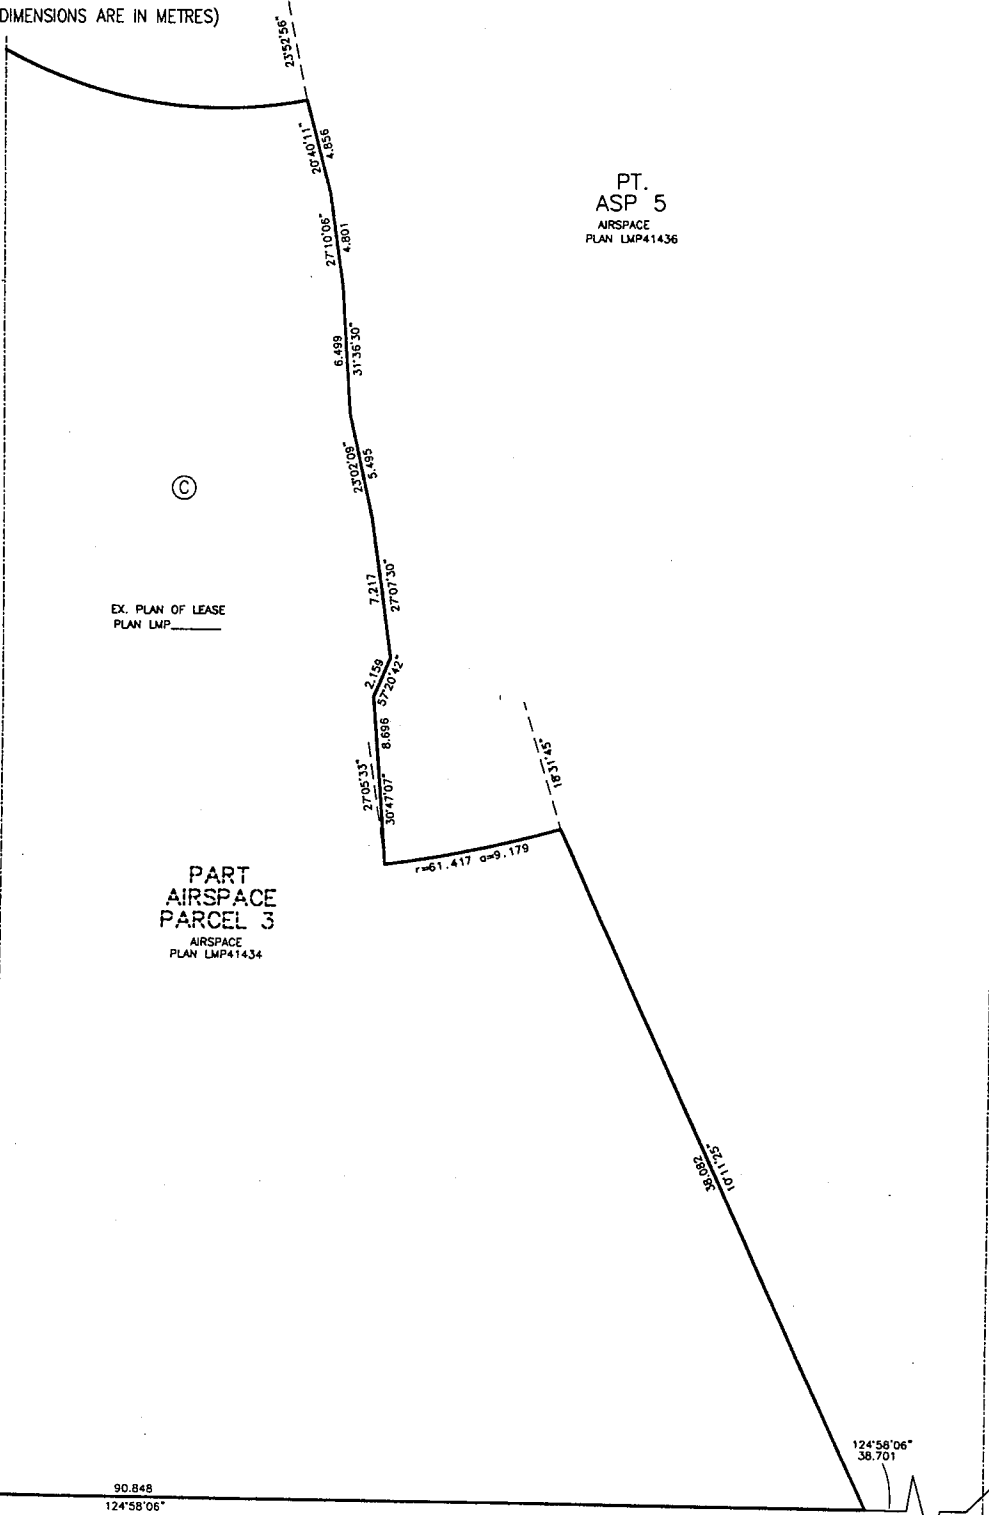 DIMENSIONS ARE IN METRES)
23°52'56"
20°40'11"
4.856
PT.
ASP 5
AIRSPACE
PLAN LMP41436
27°10'06"
4.801
6.499
31°36'30"
23°02'09"
5.495
C
7.217
27°07'30"
EX. PLAN OF LEASE
PLAN LMP______
2.159
57°20'42"
8.696
27°05'33"
30°47'07"
18°31'45"
r=61.417 a=9.179
PART
AIRSPACE
PARCEL 3
AIRSPACE
PLAN LMP41434
38.082
10°11'25"
124°58'06"
38.701
90.848
124°58'06"